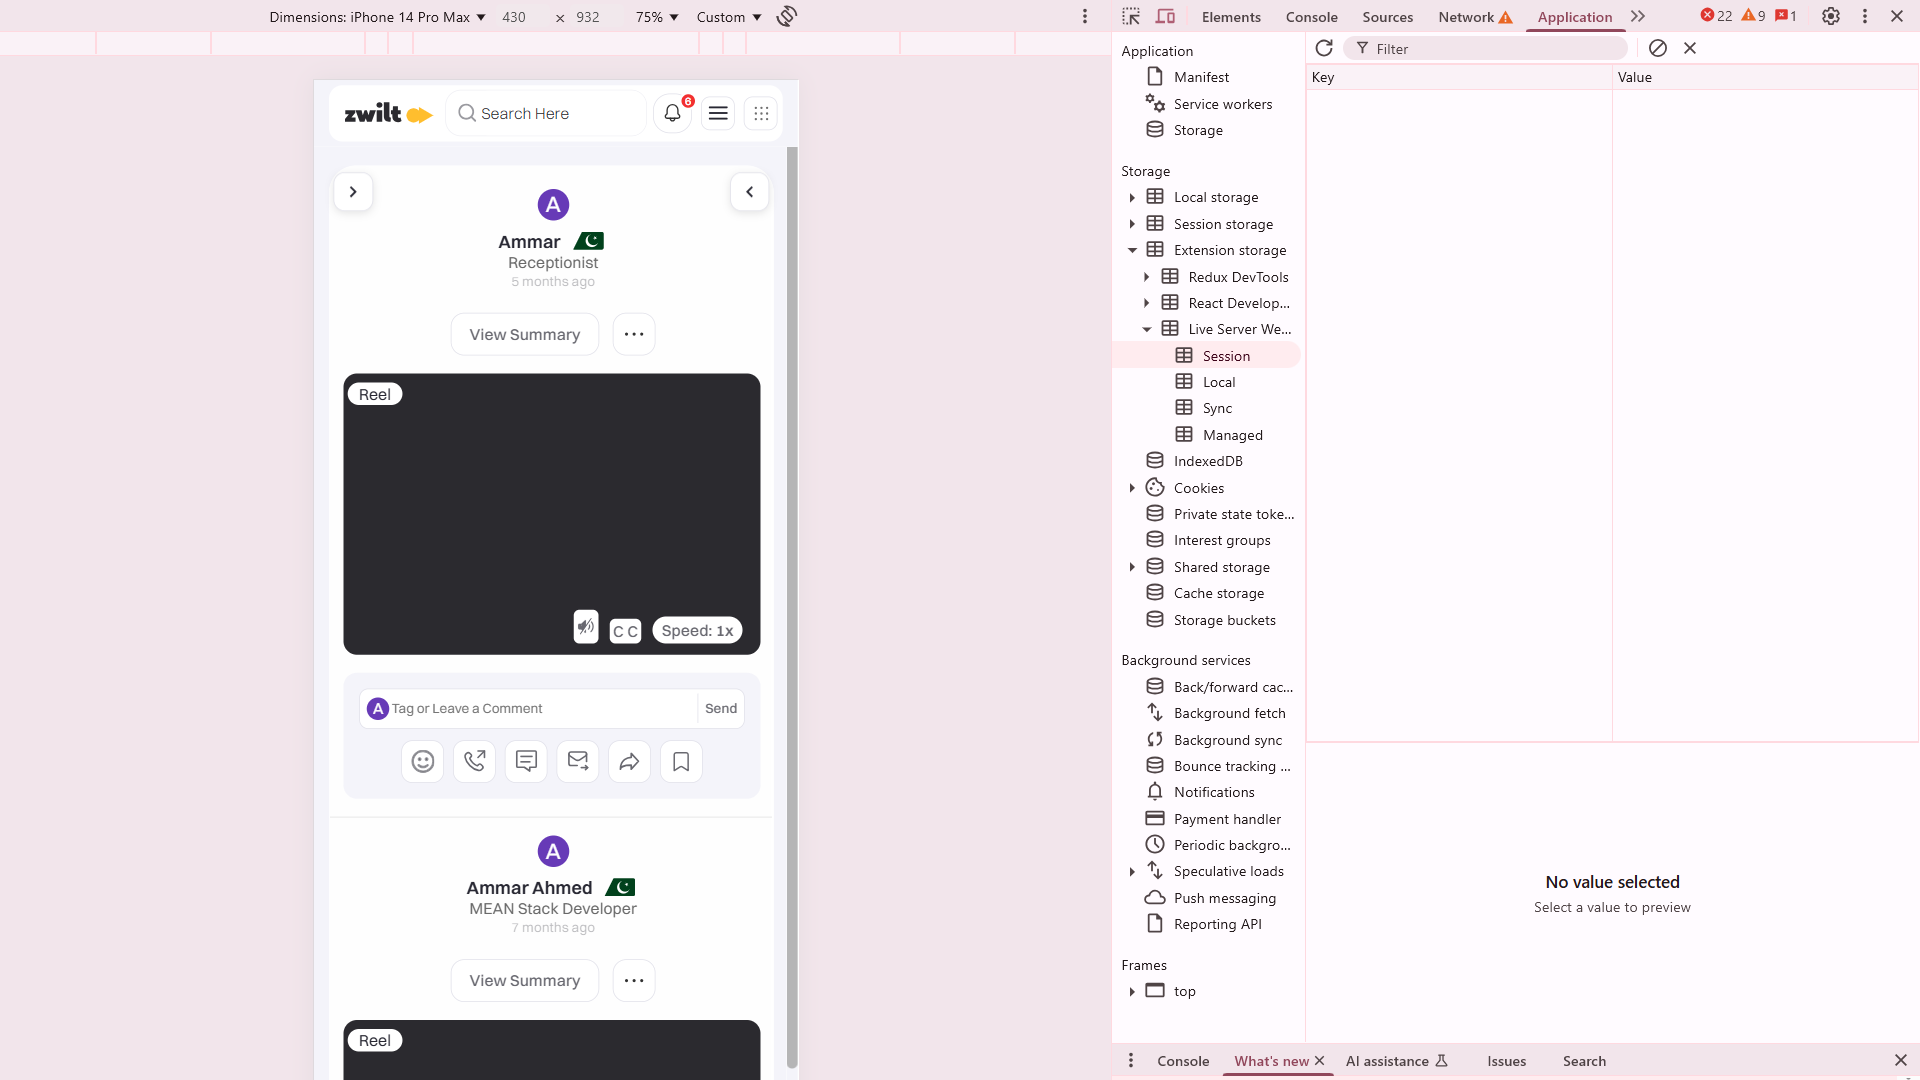 Dimensions: iPhone 14 Pro Max 430 × 932 75% Custom
Elements Console Sources Network Application 22 9 1
zwilt Search Here 6
A
Ammar
Receptionist
5 months ago
View Summary ...
Reel
CC Speed: 1x
A Tag or Leave a Comment Send
A
Ammar Ahmed
MEAN Stack Developer
7 months ago
View Summary ...
Reel
Application
Manifest
Service workers
Storage
Storage
Local storage
Session storage
Extension storage
Redux DevTools
React Develop...
Live Server We...
Session
Local
Sync
Managed
IndexedDB
Cookies
Private state toke...
Interest groups
Shared storage
Cache storage
Storage buckets
Background services
Back/forward cac...
Background fetch
Background sync
Bounce tracking ...
Notifications
Payment handler
Periodic backgro...
Speculative loads
Push messaging
Reporting API
Frames
top
Filter
Key Value
No value selected
Select a value to preview
Console What's new AI assistance Issues Search